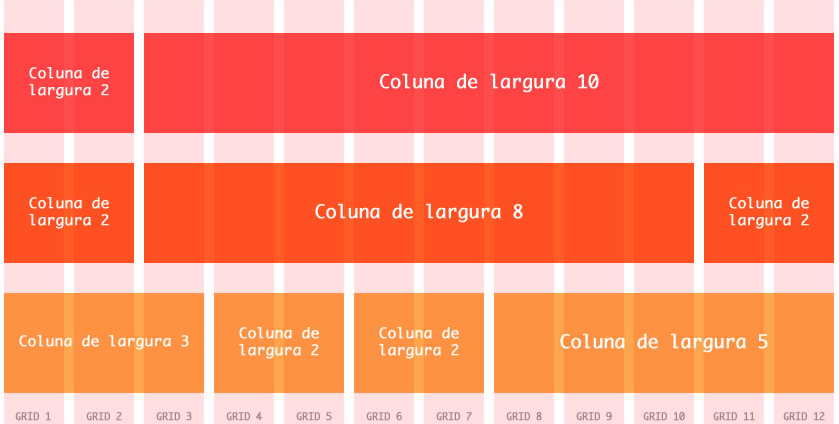 Coluna de
largura 2
Coluna de largura 10
Coluna de
largura 2
Coluna de largura 8
Coluna de
largura 2
Coluna de largura 3
Coluna de
largura 2
Coluna de
largura 2
Coluna de largura 5
GRID 1 GRID 2 GRID 3 GRID 4 GRID 5 GRID 6 GRID 7 GRID 8 GRID 9 GRID 10 GRID 11 GRID 12